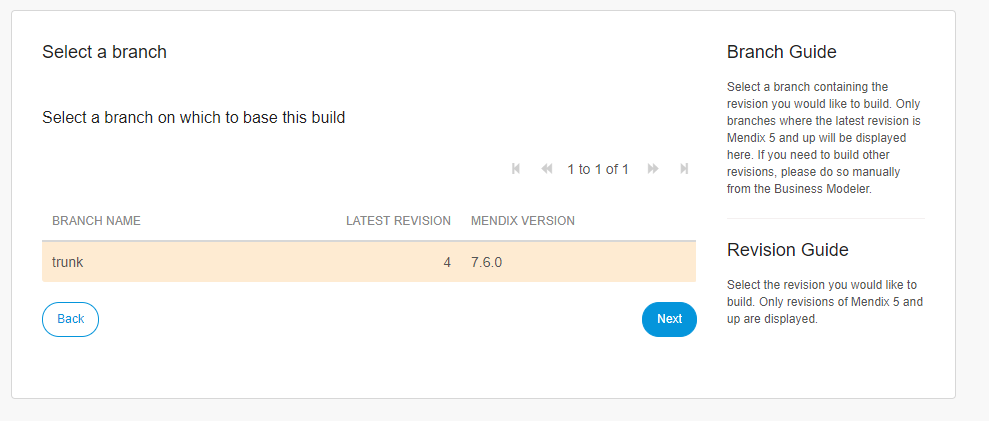 Select a branch
Select a branch on which to base this build
1 to 1 of 1
BRANCH NAME LATEST REVISION MENDIX VERSION
trunk 4 7.6.0
Back Next
Branch Guide
Select a branch containing the
revision you would like to build. Only
branches where the latest revision is
Mendix 5 and up will be displayed
here. If you need to build other
revisions, please do so manually
from the Business Modeler.
Revision Guide
Select the revision you would like to
build. Only revisions of Mendix 5 and
up are displayed.